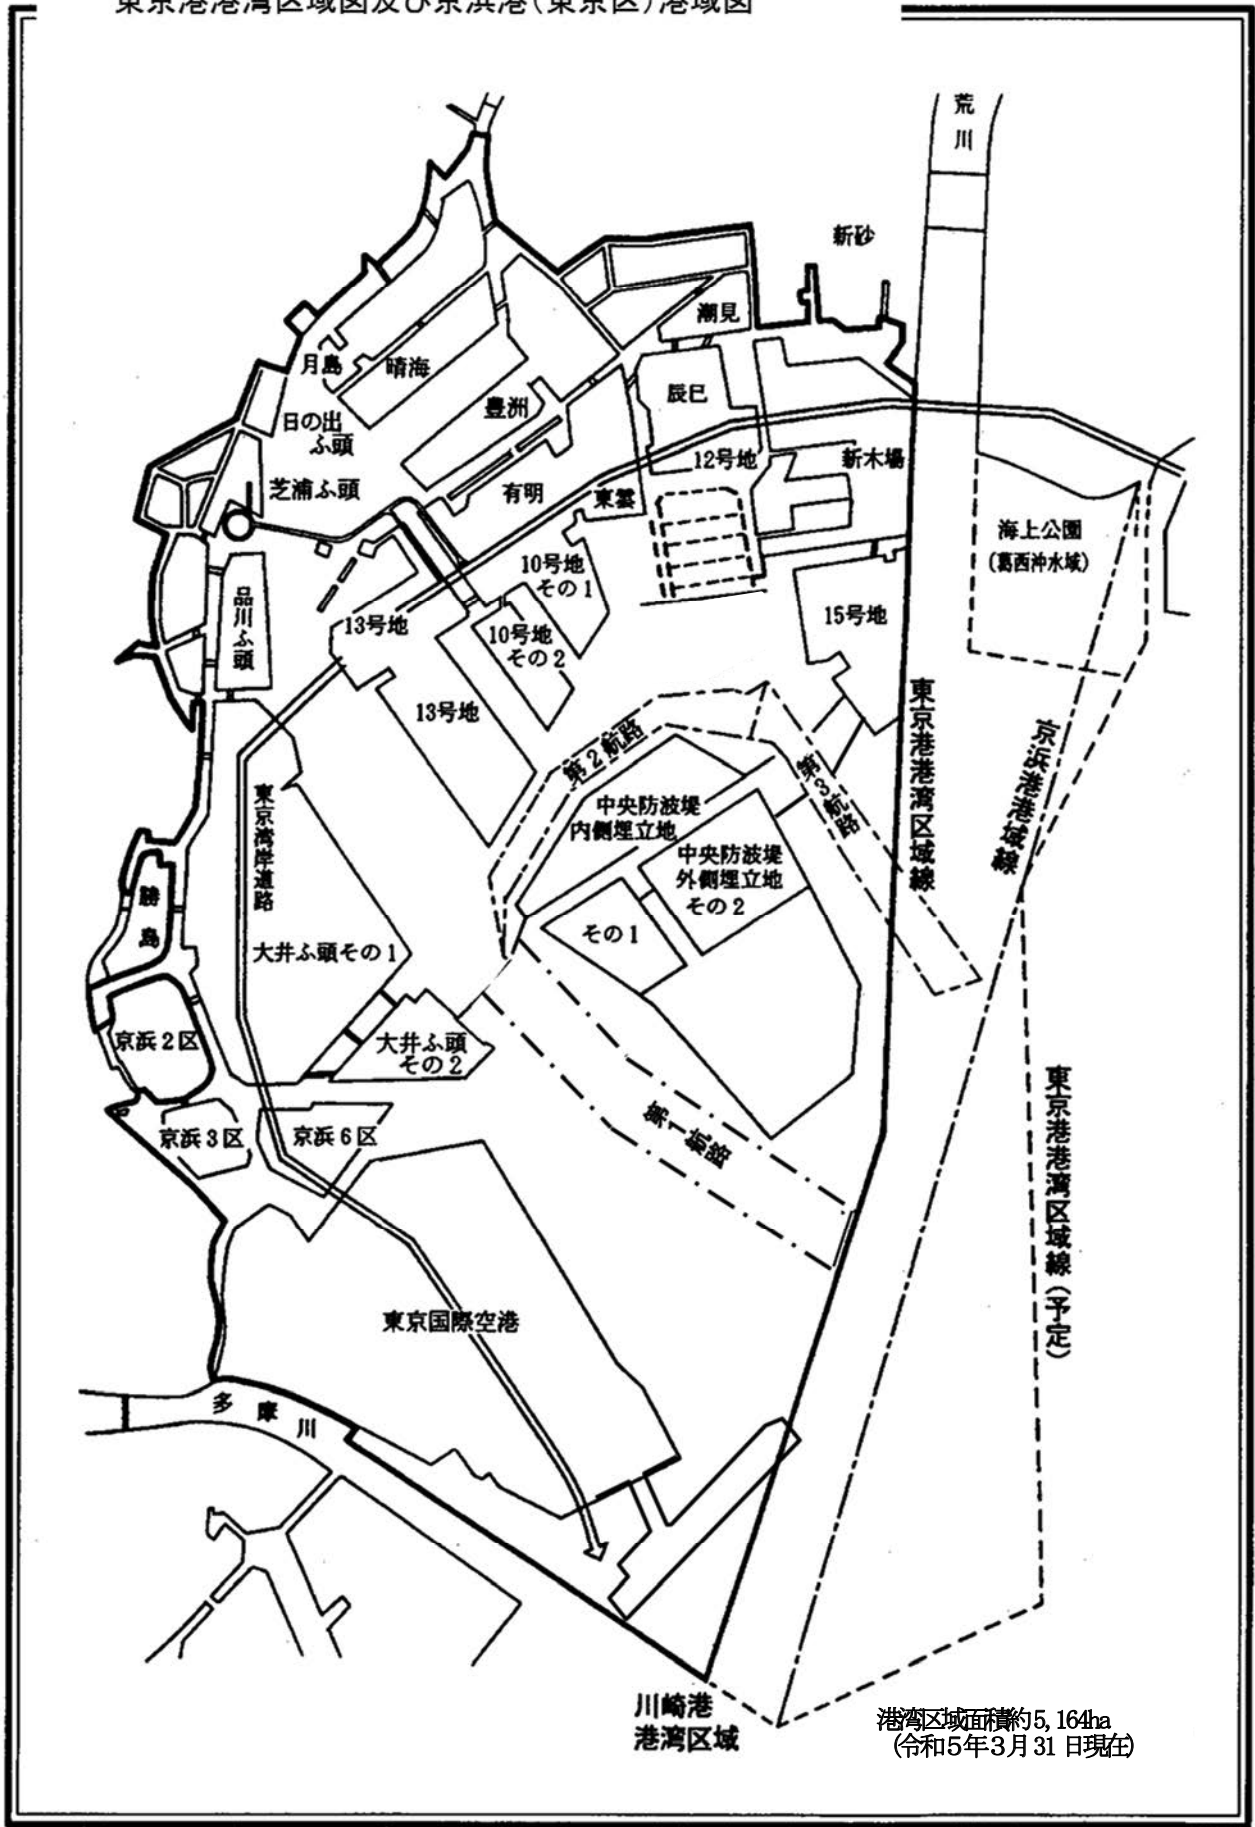 東京港港湾区域図及び京浜港(東京区)港域図
荒川
新砂
潮見
月島
晴海
辰巳
豊洲
日の出
ふ頭
12号地
新木場
芝浦ふ頭
有明
東雲
海上公園
(葛西沖水域)
10号地
その1
品川ふ頭
13号地
15号地
10号地
その2
13号地
東京港港湾区域線
京浜港港域線
第2航路
第3航路
東京湾岸道路
中央防波堤
内側埋立地
中央防波堤
外側埋立地
その2
勝島
その1
大井ふ頭その1
京浜2区
大井ふ頭
その2
東京港港湾区域線(予定)
第1航路
京浜3区
京浜6区
東京国際空港
多摩川
川崎港
港湾区域
港湾区域面積約5,164ha
(令和5年3月31日現在)